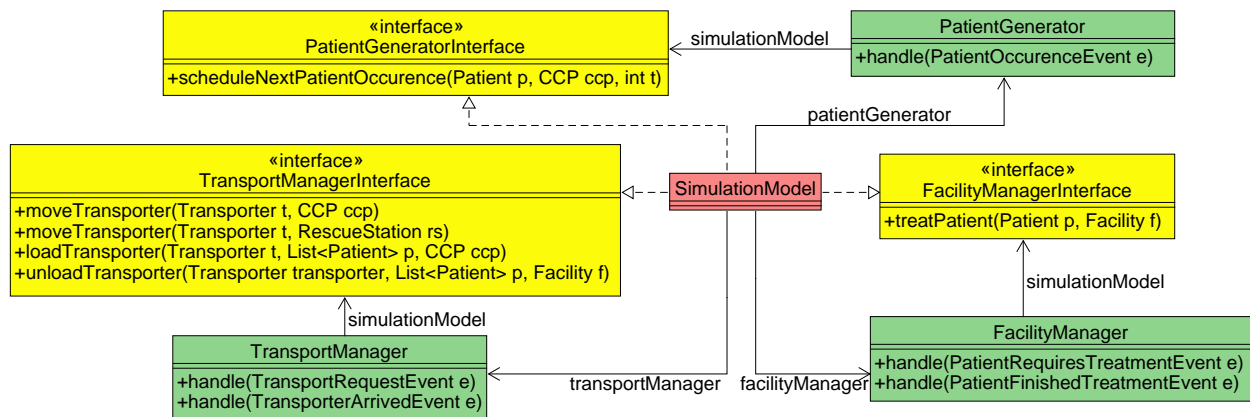 «interface»
PatientGeneratorInterface
+scheduleNextPatientOccurence(Patient p, CCP ccp, int t)
simulationModel
PatientGenerator
+handle(PatientOccurenceEvent e)
patientGenerator
«interface»
TransportManagerInterface
+moveTransporter(Transporter t, CCP ccp)
+moveTransporter(Transporter t, RescueStation rs)
+loadTransporter(Transporter t, List<Patient> p, CCP ccp)
+unloadTransporter(Transporter transporter, List<Patient> p, Facility f)
SimulationModel
«interface»
FacilityManagerInterface
+treatPatient(Patient p, Facility f)
simulationModel
simulationModel
TransportManager
+handle(TransportRequestEvent e)
+handle(TransporterArrivedEvent e)
transportManager
facilityManager
FacilityManager
+handle(PatientRequiresTreatmentEvent e)
+handle(PatientFinishedTreatmentEvent e)